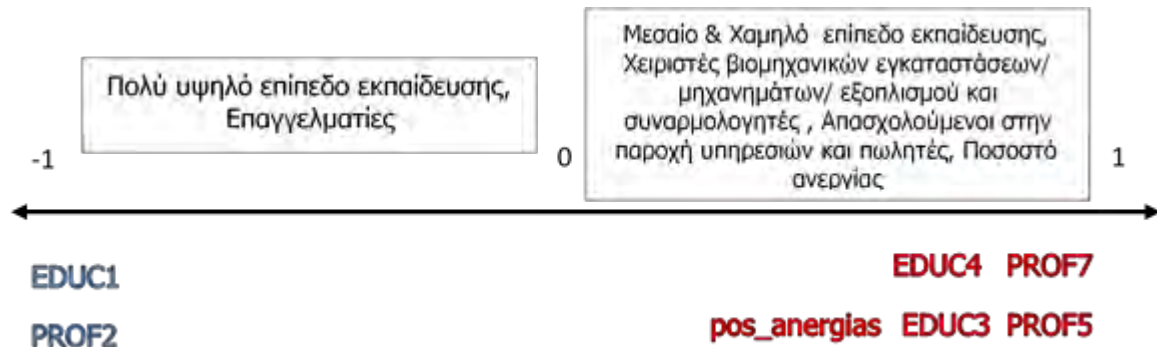 Πολύ υψηλό επίπεδο εκπαίδευσης,
Επαγγελματίες
Μεσαίο & Χαμηλό επίπεδο εκπαίδευσης,
Χειριστές βιομηχανικών εγκαταστάσεων/
μηχανημάτων/ εξοπλισμού και
συναρμολογητές , Απασχολούμενοι στην
παροχή υπηρεσιών και πωλητές, Ποσοστό
ανεργίας
-1
0
1
EDUC1
PROF2
EDUC4 PROF7
pos_anergias EDUC3 PROF5